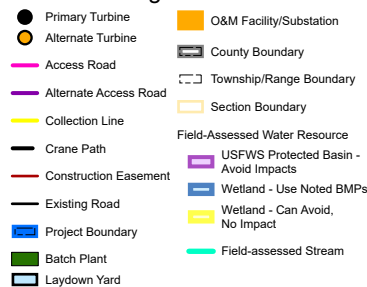 Primary Turbine
Alternate Turbine
Access Road
Alternate Access Road
Collection Line
Crane Path
Construction Easement
Existing Road
Project Boundary
Batch Plant
Laydown Yard
O&M Facility/Substation
County Boundary
Township/Range Boundary
Section Boundary
Field-Assessed Water Resource
USFWS Protected Basin -
Avoid Impacts
Wetland - Use Noted BMPs
Wetland - Can Avoid,
No Impact
Field-assessed Stream